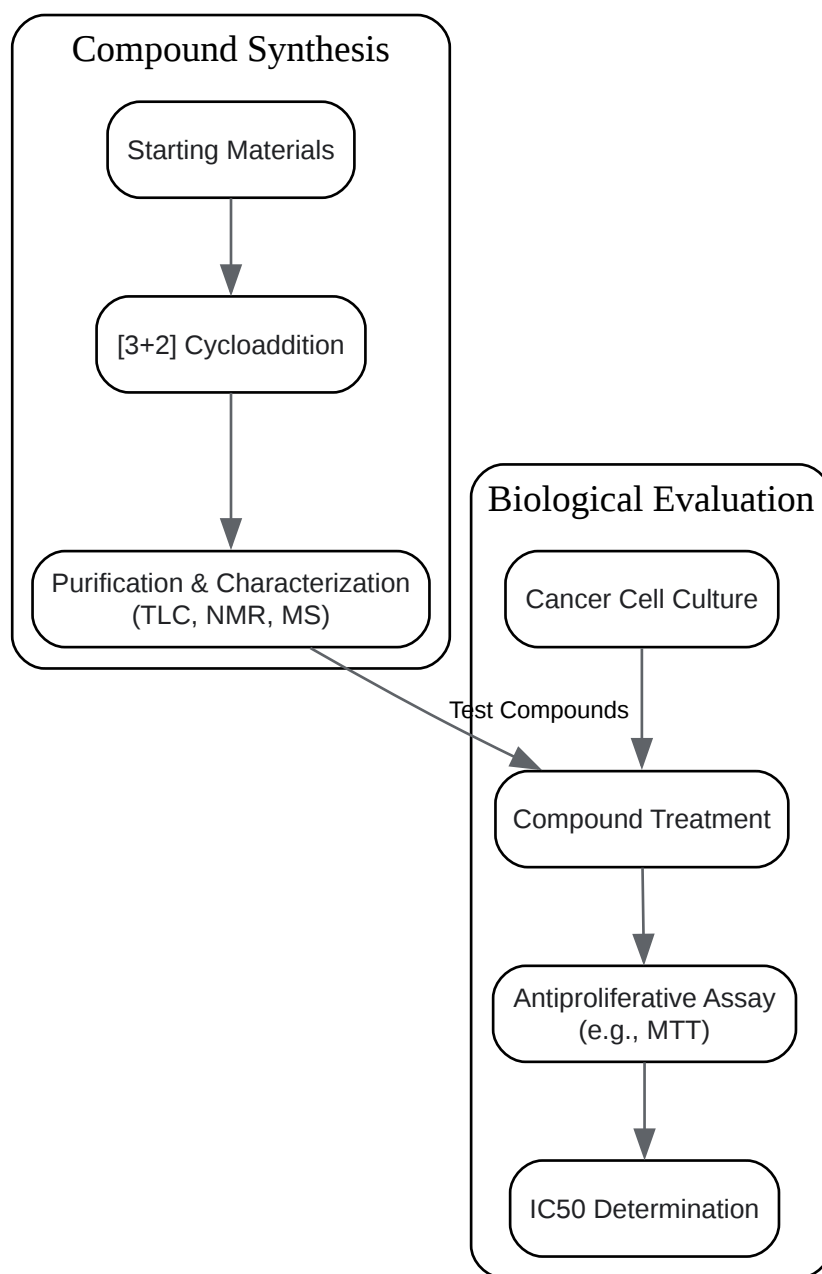 Compound Synthesis
Starting Materials
[3+2] Cycloaddition
Purification & Characterization
(TLC, NMR, MS)
Biological Evaluation
Cancer Cell Culture
Test Compounds
Compound Treatment
Antiproliferative Assay
(e.g., MTT)
IC50 Determination